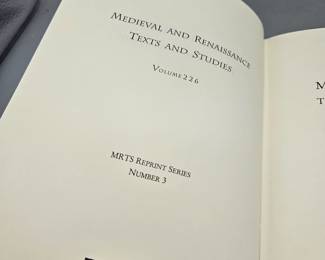 MEDIEVAL AND RENAISSANCE
TEXTS AND STUDIES
VOLUME 226
MRTS REPRINT SERIES
NUMBER 3
M
T